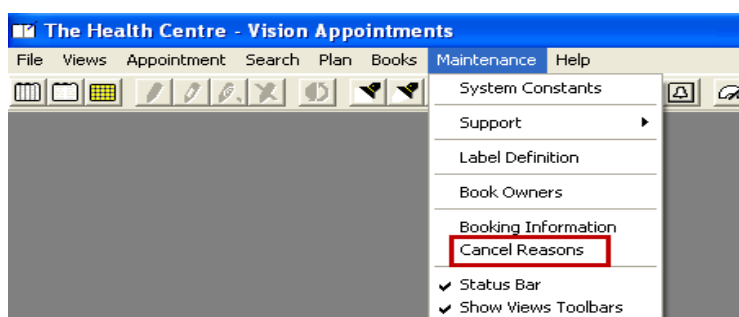 The Health Centre - Vision Appointments
File Views Appointment Search Plan Books Maintenance Help
System Constants
Support
Label Definition
Book Owners
Booking Information
Cancel Reasons
Status Bar
Show Views Toolbars